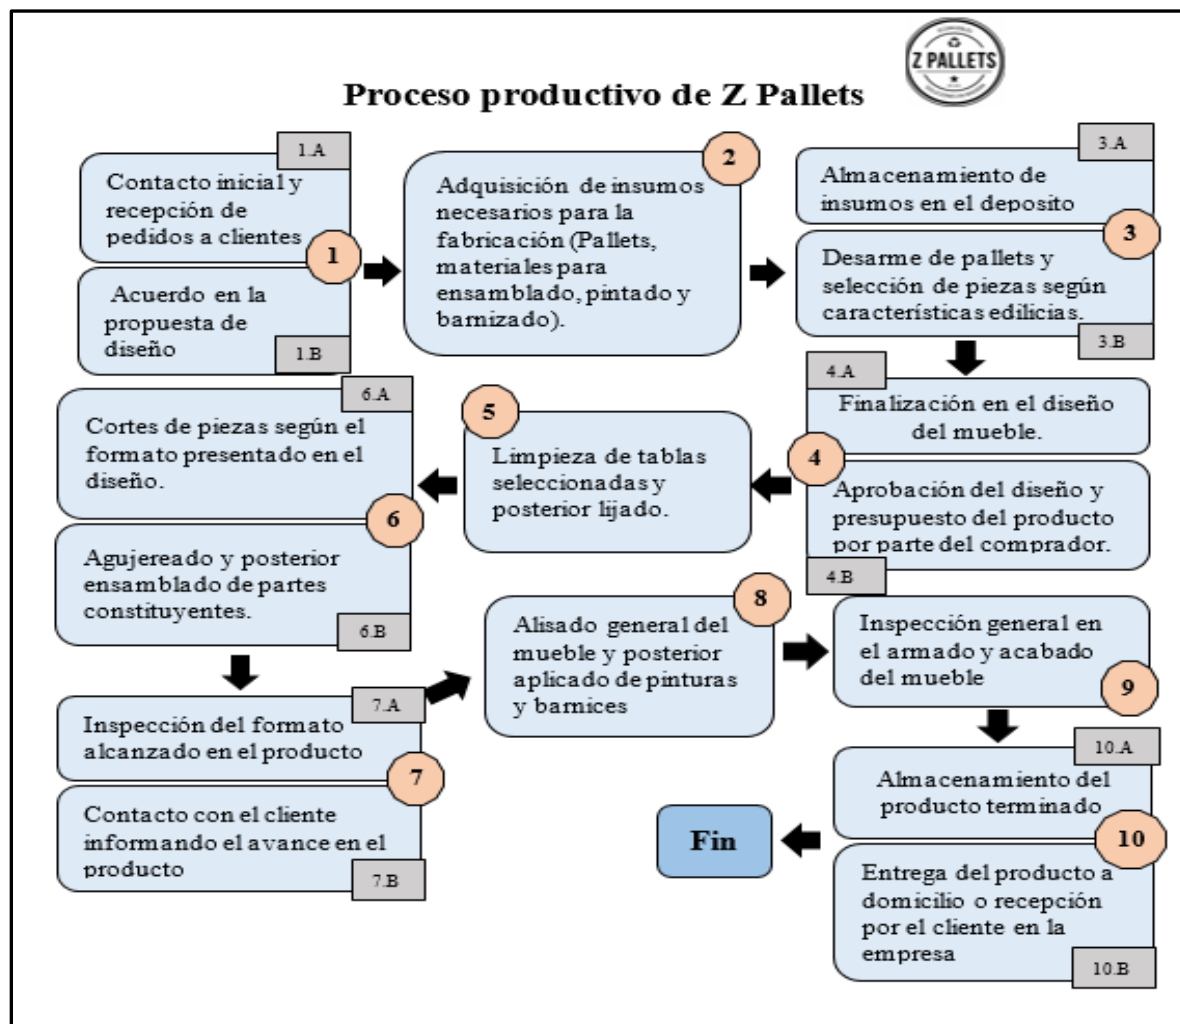 Z PALLETS
Proceso productivo de Z Pallets
1.A
Contacto inicial y
recepción de
pedidos a clientes
1
Acuerdo en la
propuesta de
diseño
1.B
2
Adquisición de insumos
necesarios para la
fabricación (Pallets,
materiales para
ensamblado, pintado y
barnizado).
3.A
Almacenamiento de
insumos en el deposito
3
Desarme de pallets y
selección de piezas según
características edilicias.
3.B
4.A
Finalización en el diseño
del mueble.
4
Aprobación del diseño y
presupuesto del producto
por parte del comprador.
4.B
5
Limpieza de tablas
seleccionadas y
posterior lijado.
6.A
Cortes de piezas según el
formato presentado en el
diseño.
6
Agujereado y posterior
ensamblado de partes
constituyentes.
6.B
7.A
Inspección del formato
alcanzado en el producto
7
Contacto con el cliente
informando el avance en el
producto
7.B
8
Alisado general del
mueble y posterior
aplicado de pinturas
y barnices
Inspección general en
el armado y acabado
del mueble
9
10.A
Almacenamiento del
producto terminado
10
Entrega del producto a
domicilio o recepción
por el cliente en la
empresa
10.B
Fin